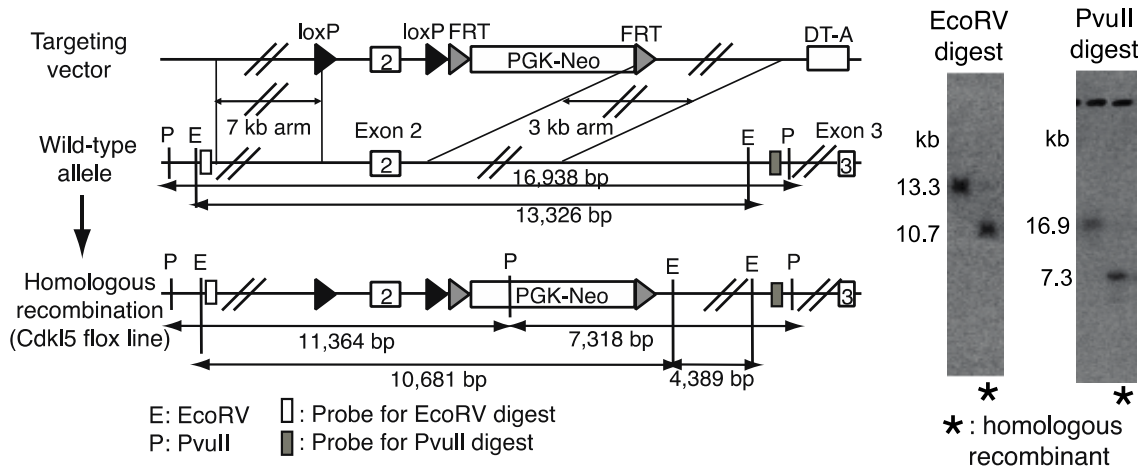 Targeting
vector
loxP
2
loxP
FRT
PGK-Neo
FRT
DT-A
7 kb arm
3 kb arm
Wild-type
allele
P
E
Exon 2
2
E
P
Exon 3
3
16,938 bp
13,326 bp
Homologous
recombination
(Cdkl5 flox line)
P
E
2
P
PGK-Neo
E
E
P
3
11,364 bp
7,318 bp
10,681 bp
4,389 bp
E: EcoRV
: Probe for EcoRV digest
P: PvuII
: Probe for PvuII digest
EcoRV
digest
kb
13.3
10.7
*
PvuII
digest
kb
16.9
7.3
*
* : homologous
recombinant